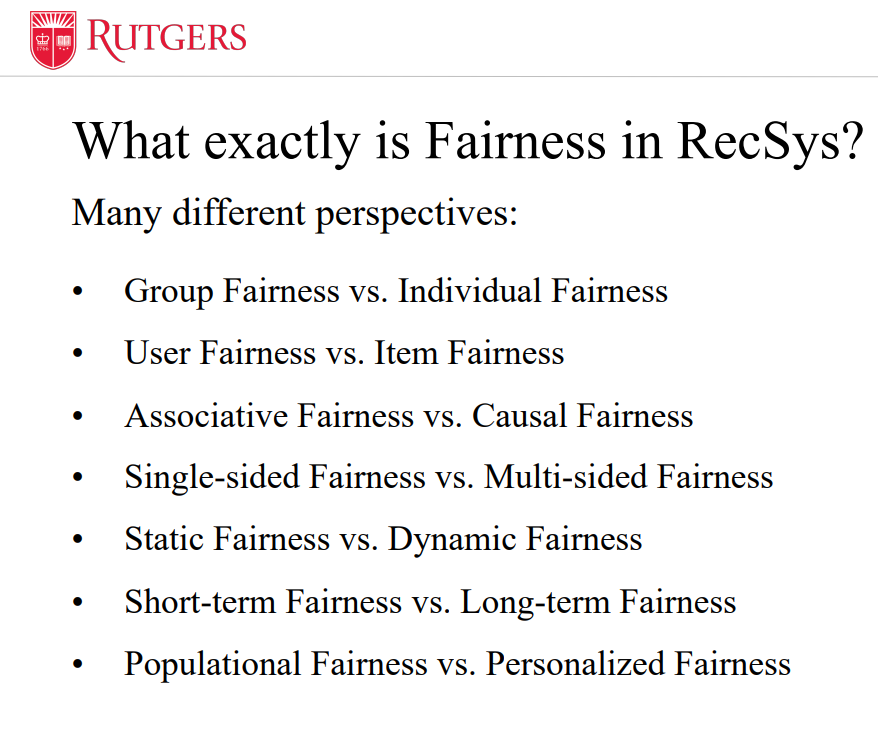 1766
RUTGERS
What exactly is Fairness in RecSys?
Many different perspectives:
• Group Fairness vs. Individual Fairness
• User Fairness vs. Item Fairness
• Associative Fairness vs. Causal Fairness
• Single-sided Fairness vs. Multi-sided Fairness
• Static Fairness vs. Dynamic Fairness
• Short-term Fairness vs. Long-term Fairness
• Populational Fairness vs. Personalized Fairness